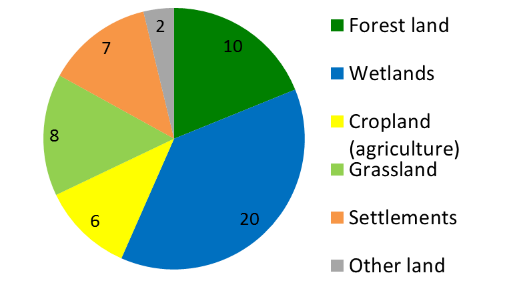 2
10
7
8
6
20
Forest land
Wetlands
Cropland
(agriculture)
Grassland
Settlements
Other land